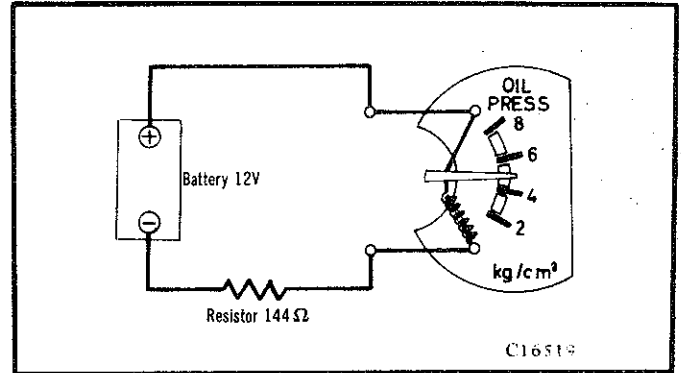 OIL
PRESS
8
6
4
2
kg/cm²
Battery 12V
+
−
Resistor 144 Ω
C16519